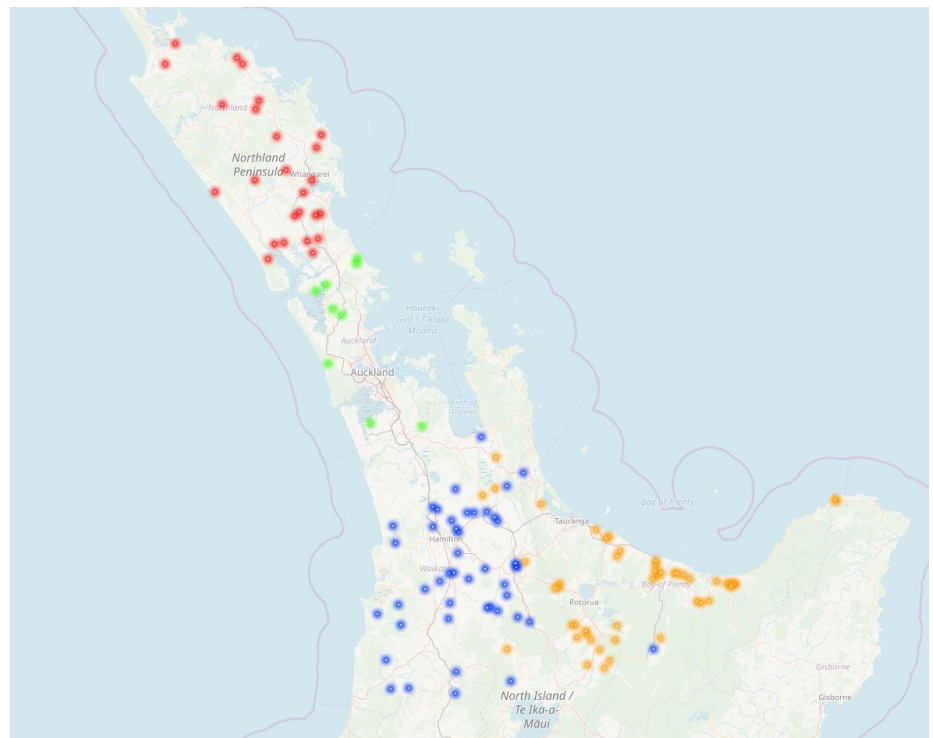 Northland
Northland
Peninsula
Whangarei
Hauraki
Gulf / Tīkapa
Moana
Auckland
Auckland
Firth of
Thames
Bay of Plenty
Tauranga
Hamilton
Waikato
Bay of Plenty
Rotorua
Gisborne
Gisborne
North Island /
Te Ika-a-
Māui